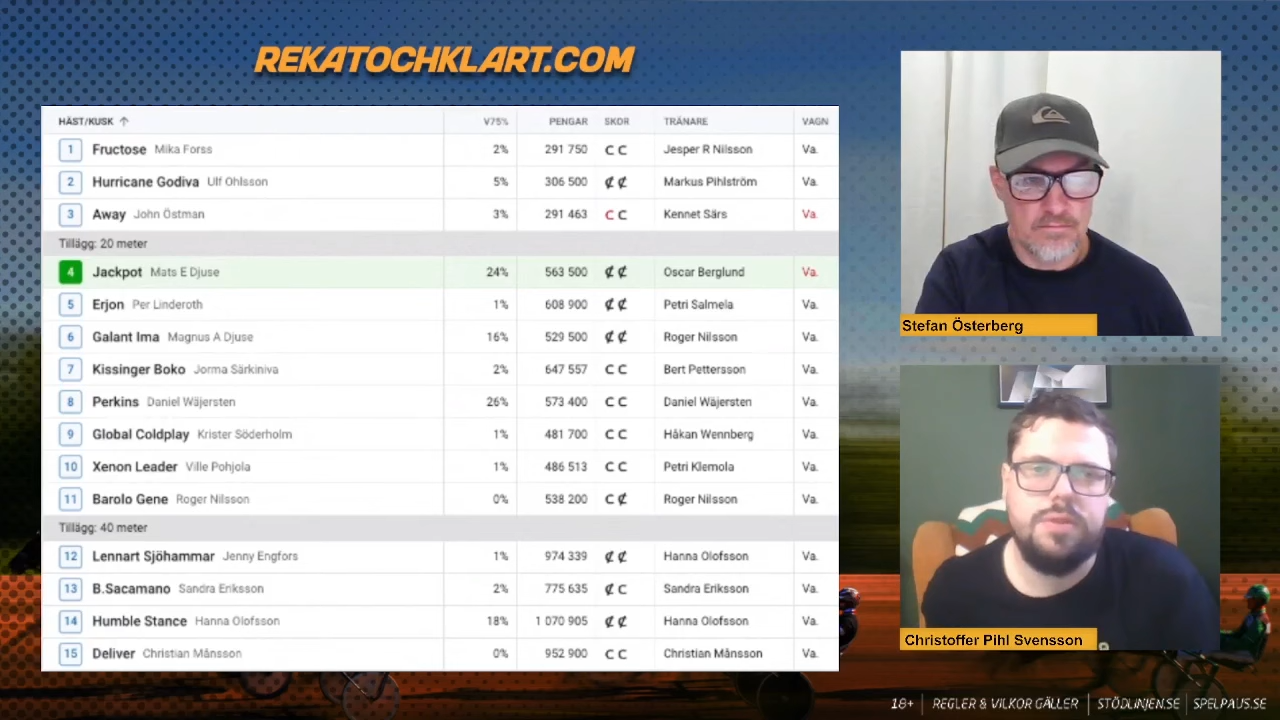 REKATOCHKLART.COM
HÄST/KUSK ↑ V75% PENGAR SKOR TRÄNARE VAGN
1 Fructose Mika Forss 2% 291 750 C C Jesper R Nilsson Va.
2 Hurricane Godiva Ulf Ohlsson 5% 306 500 ₡ ₡ Markus Pihlström Va.
3 Away John Östman 3% 291 463 C C Kennet Särs Va.
Tillägg: 20 meter
4 Jackpot Mats E Djuse 24% 563 500 ₡ ₡ Oscar Berglund Va.
5 Erjon Per Linderoth 1% 608 900 ₡ ₡ Petri Salmela Va.
6 Galant Ima Magnus A Djuse 16% 529 500 ₡ ₡ Roger Nilsson Va.
7 Kissinger Boko Jorma Särkiniva 2% 647 557 C C Bert Pettersson Va.
8 Perkins Daniel Wäjersten 26% 573 400 C C Daniel Wäjersten Va.
9 Global Coldplay Krister Söderholm 1% 481 700 C C Håkan Wennberg Va.
10 Xenon Leader Ville Pohjola 1% 486 513 C C Petri Klemola Va.
11 Barolo Gene Roger Nilsson 0% 538 200 C ₡ Roger Nilsson Va.
Tillägg: 40 meter
12 Lennart Sjöhammar Jenny Engfors 1% 974 339 ₡ ₡ Hanna Olofsson Va.
13 B.Sacamano Sandra Eriksson 2% 775 635 ₡ C Sandra Eriksson Va.
14 Humble Stance Hanna Olofsson 18% 1 070 905 ₡ ₡ Hanna Olofsson Va.
15 Deliver Christian Månsson 0% 952 900 C C Christian Månsson Va.
Stefan Österberg
Christoffer Pihl Svensson
18+ | REGLER & VILKOR GÄLLER | STÖDLINJEN.SE | SPELPAUS.SE